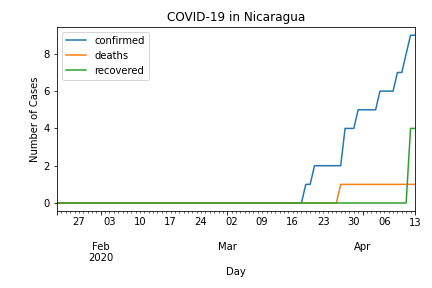 COVID-19 in Nicaragua
confirmed
deaths
recovered
Number of Cases
8
6
4
2
0
27 03 10 17 24 02 09 16 23 30 06 13
Feb Mar Apr
2020
Day